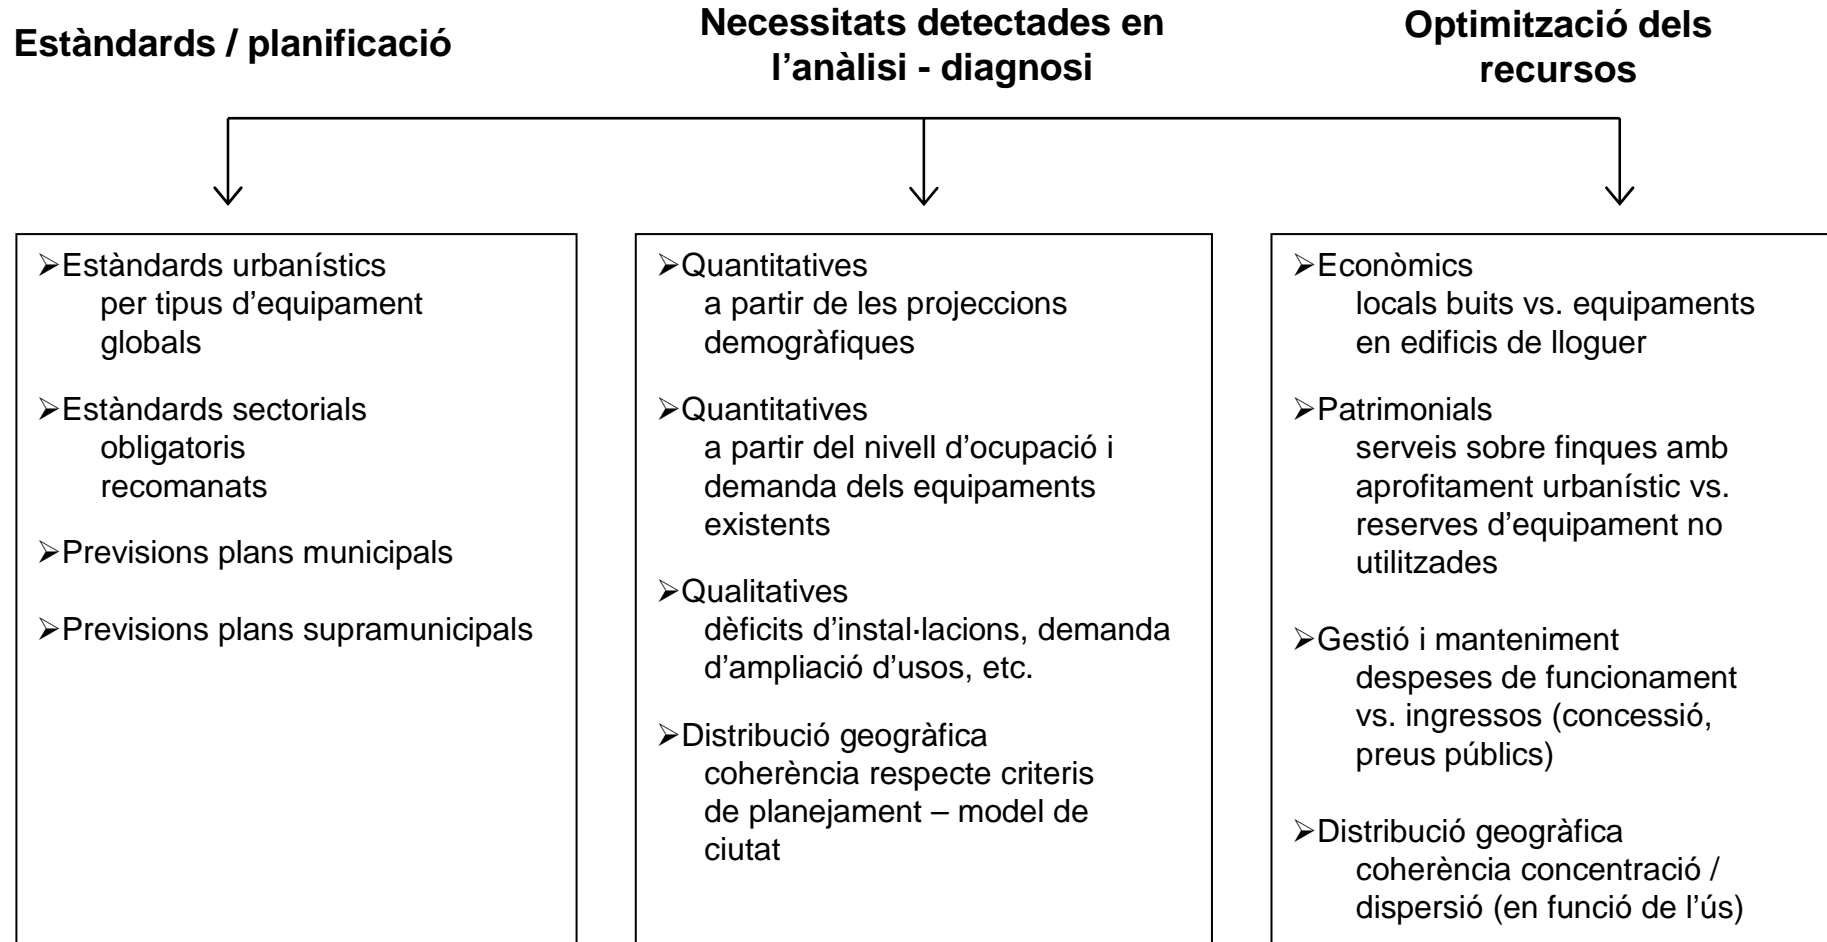 Estàndards / planificació
Necessitats detectades en
l’anàlisi - diagnosi
Optimització dels
recursos
➢Estàndards urbanístics
per tipus d’equipament
globals
➢Estàndards sectorials
obligatoris
recomanats
➢Previsions plans municipals
➢Previsions plans supramunicipals
➢Quantitatives
a partir de les projeccions
demogràfiques
➢Quantitatives
a partir del nivell d’ocupació i
demanda dels equipaments
existents
➢Qualitatives
dèficits d’instal·lacions, demanda
d’ampliació d’usos, etc.
➢Distribució geogràfica
coherència respecte criteris
de planejament – model de
ciutat
➢Econòmics
locals buits vs. equipaments
en edificis de lloguer
➢Patrimonials
serveis sobre finques amb
aprofitament urbanístic vs.
reserves d’equipament no
utilitzades
➢Gestió i manteniment
despeses de funcionament
vs. ingressos (concessió,
preus públics)
➢Distribució geogràfica
coherència concentració /
dispersió (en funció de l’ús)